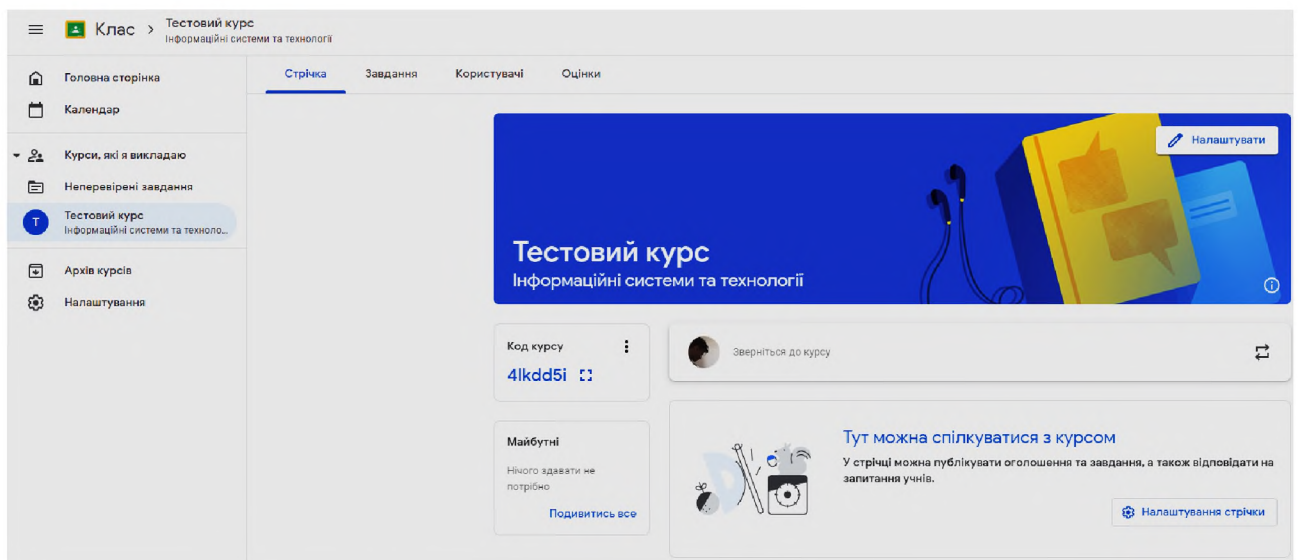 Клас > Тестовий курс
Інформаційні системи та технології
Головна сторінка
Календар
Курси, які я викладаю
Неперевірені завдання
Т
Тестовий курс
Інформаційні системи та техноло...
Архів курсів
Налаштування
Стрічка Завдання Користувачі Оцінки
Налаштувати
Тестовий курс
Інформаційні системи та технології
Код курсу
4lkdd5i
Майбутні
Нічого здавати не
потрібно
Подивитись все
Зверніться до курсу
Тут можна спілкуватися з курсом
У стрічці можна публікувати оголошення та завдання, а також відповідати на
запитання учнів.
Налаштування стрічки